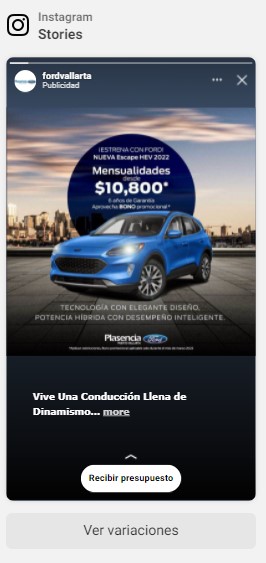 Instagram
Stories
fordvallarta
Publicidad
¡ESTRENA CON FORD!
NUEVA Escape HEV 2022
Mensualidades
desde
$10,800*
5 años de Garantía
Aprovecha BONO promocional*
TECNOLOGÍA CON ELEGANTE DISEÑO,
POTENCIA HÍBRIDA CON DESEMPEÑO INTELIGENTE.
Plasencia Ford
Vive Una Conducción Llena de
Dinamismo... more
Recibir presupuesto
Ver variaciones